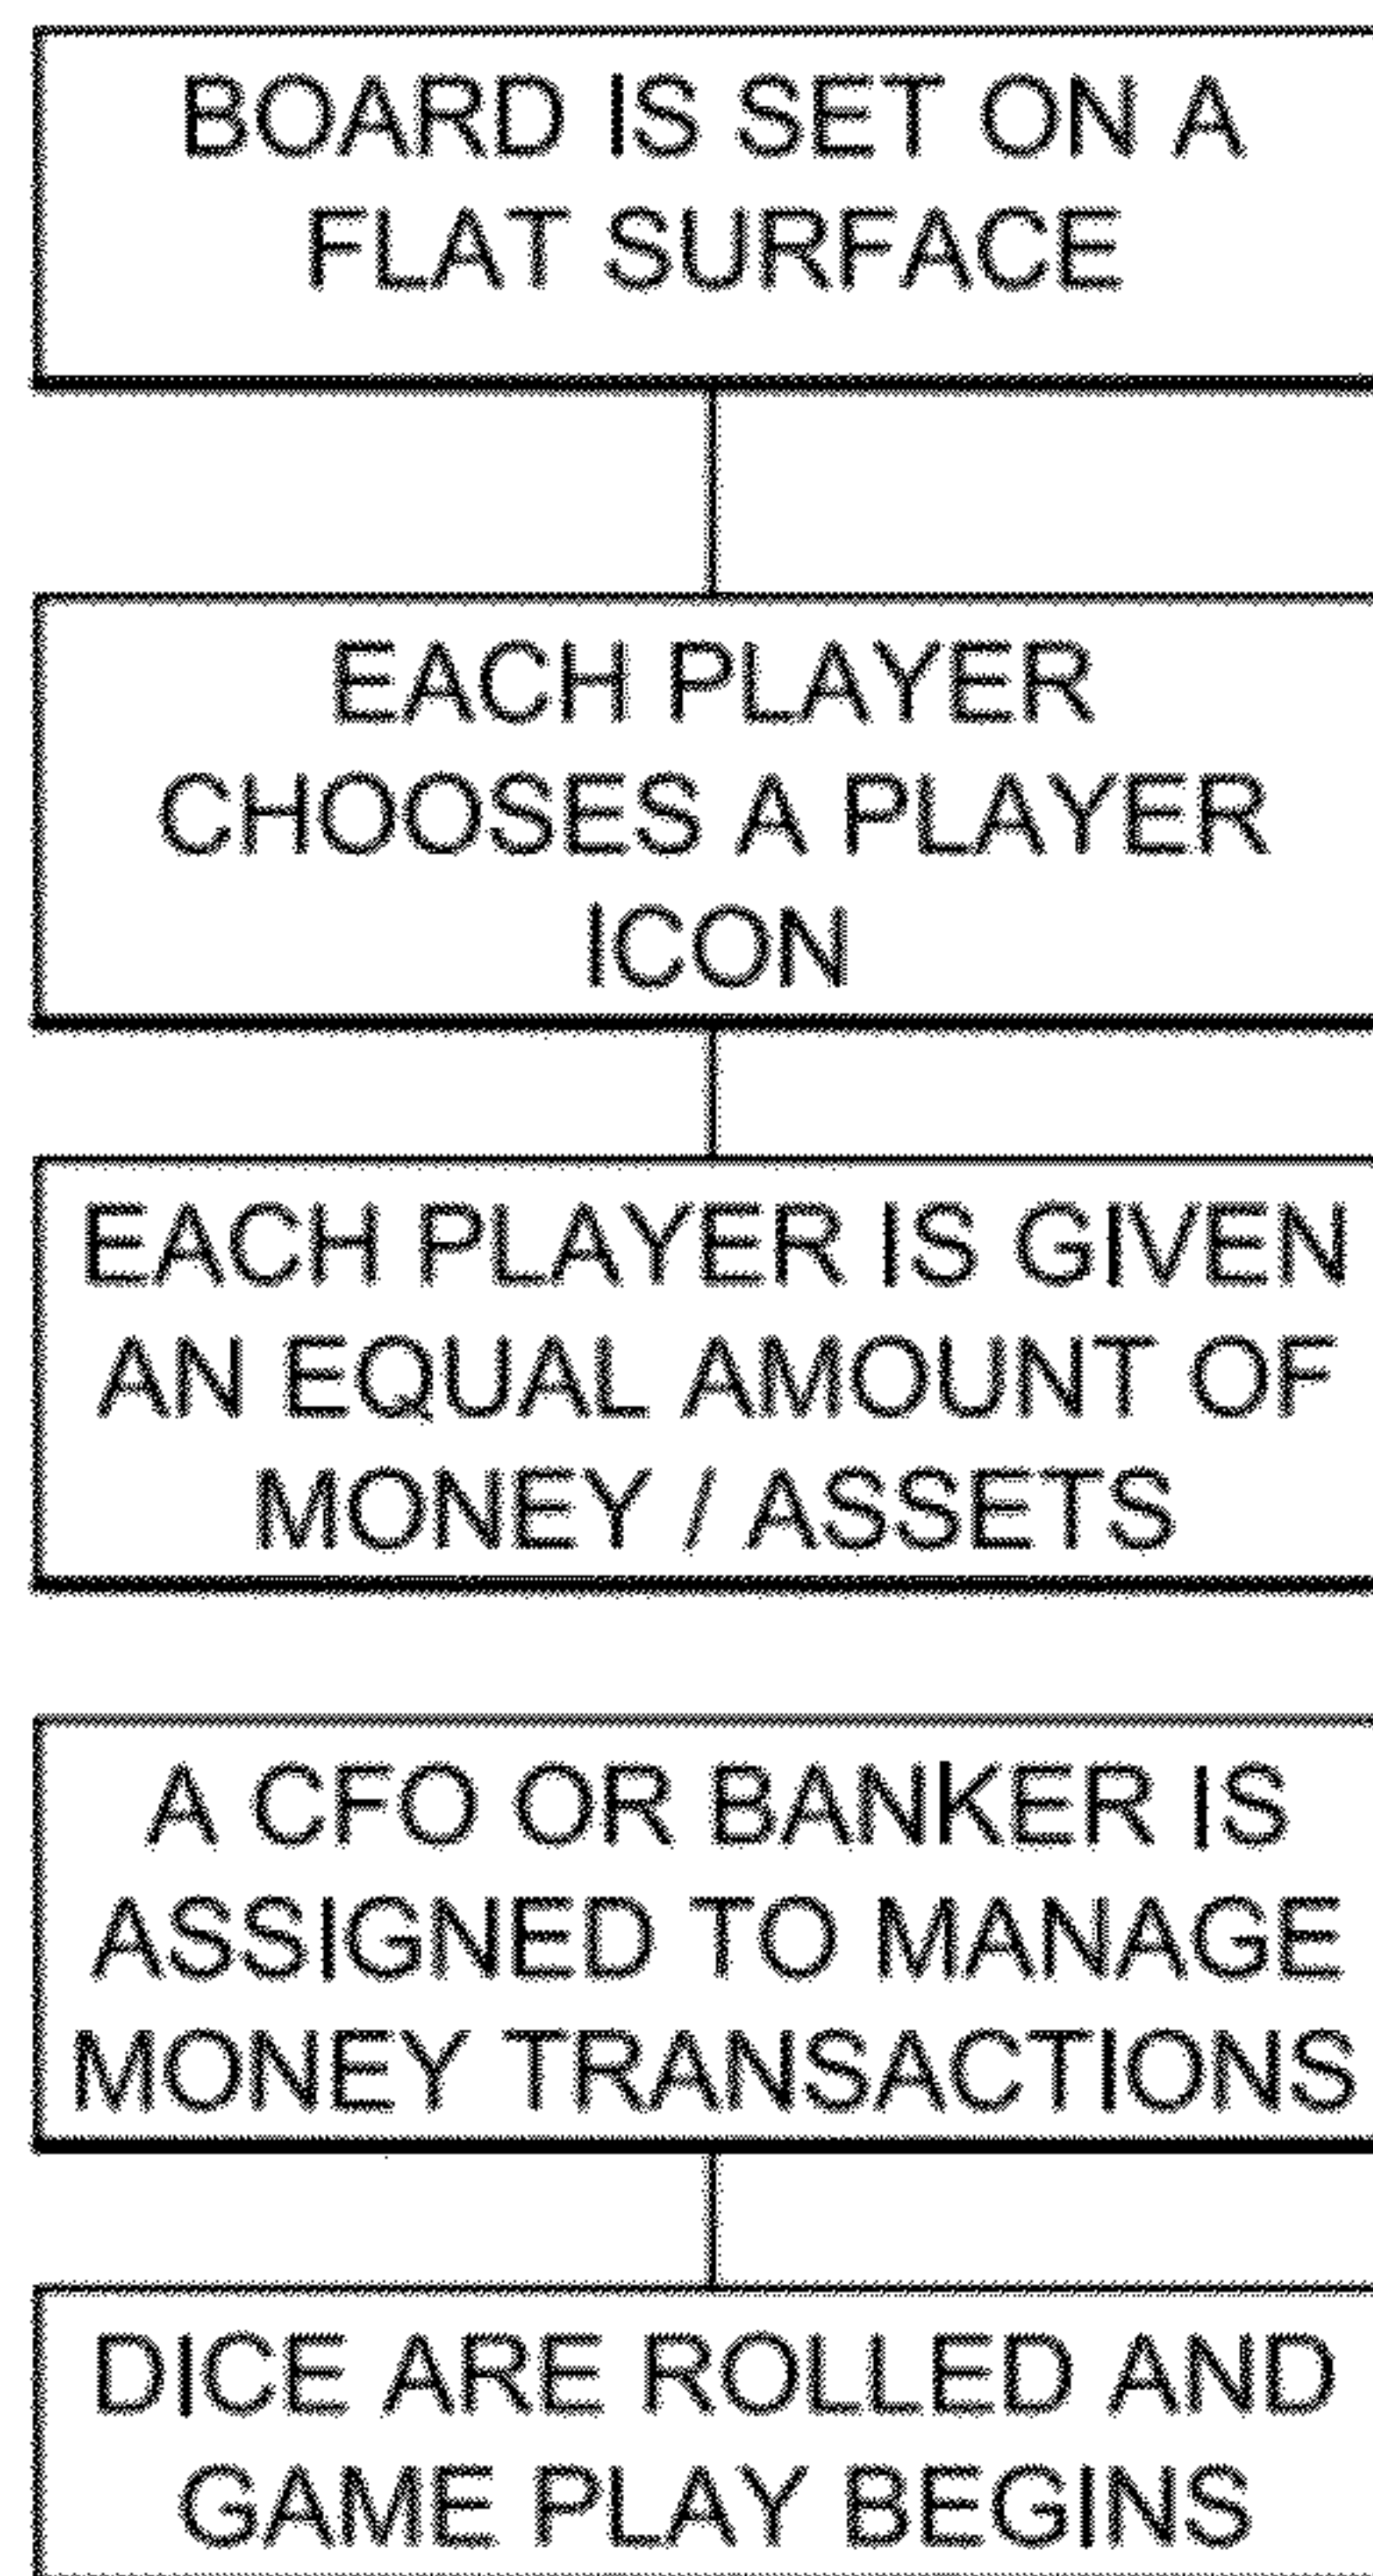 BOARD IS SET ON A
FLAT SURFACE
EACH PLAYER
CHOOSES A PLAYER
ICON
EACH PLAYER IS GIVEN
AN EQUAL AMOUNT OF
MONEY / ASSETS
A CFO OR BANKER IS
ASSIGNED TO MANAGE
MONEY TRANSACTIONS
DICE ARE ROLLED AND
GAME PLAY BEGINS